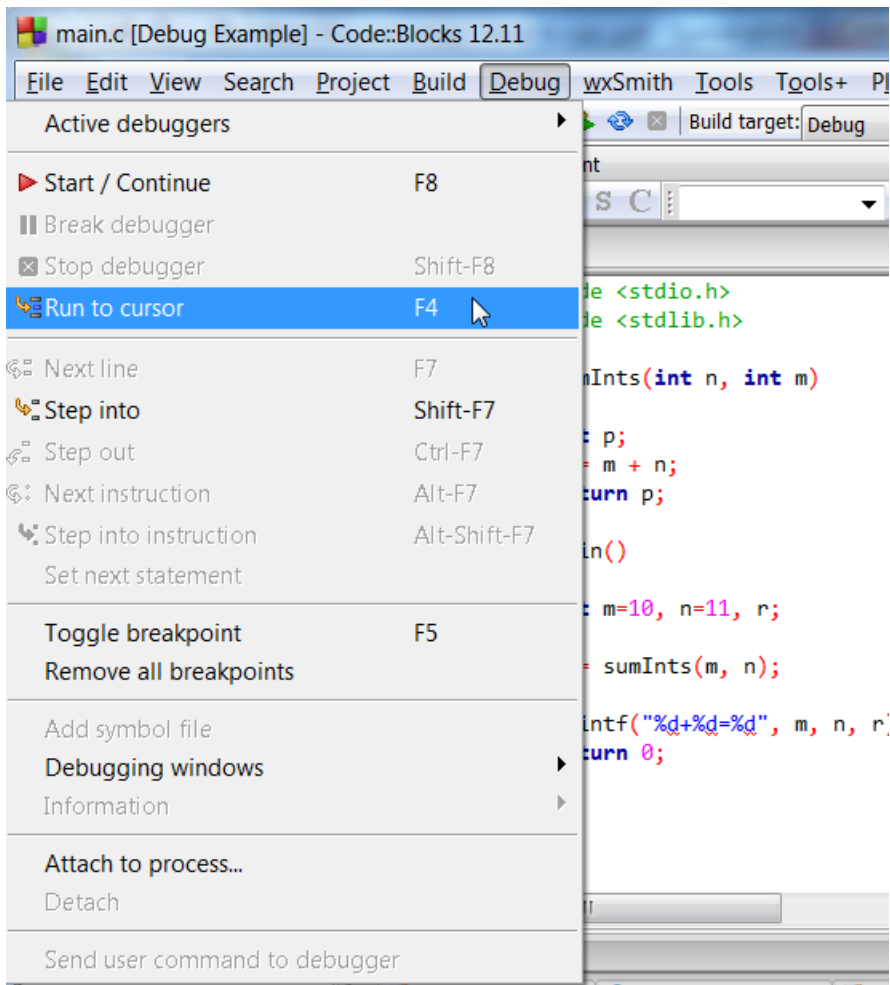 main.c [Debug Example] - Code::Blocks 12.11
File Edit View Search Project Build Debug wxSmith Tools Tools+
Active debuggers
Build target: Debug
Start / Continue F8
nt
S C
Break debugger
Stop debugger Shift-F8
Run to cursor F4
de <stdio.h>
de <stdlib.h>
Next line F7
mInts(int n, int m)
Step into Shift-F7
t p;
Step out Ctrl-F7
= m + n;
Next instruction Alt-F7
turn p;
Step into instruction Alt-Shift-F7
in()
Set next statement
t m=10, n=11, r;
Toggle breakpoint F5
Remove all breakpoints
= sumInts(m, n);
Add symbol file
intf("%d+%d=%d", m, n, r)
Debugging windows
turn 0;
Information
Attach to process...
Detach
Send user command to debugger